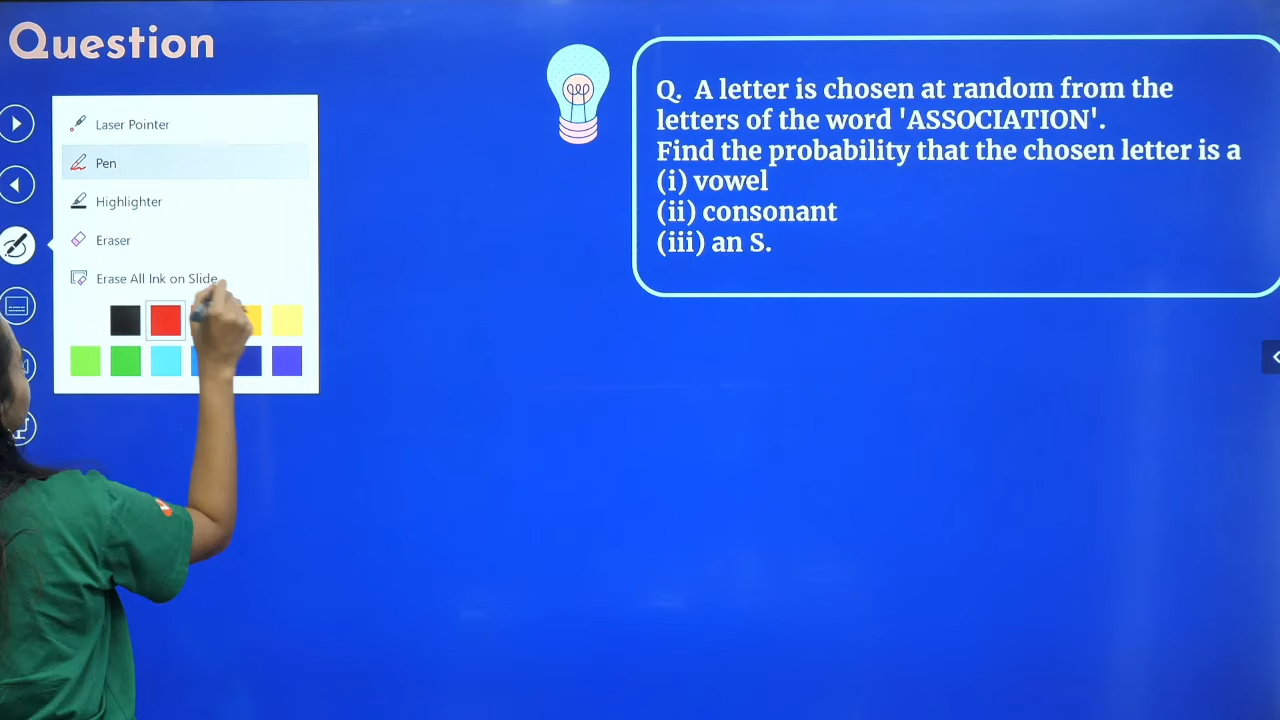 Question
Laser Pointer
Pen
Highlighter
Eraser
Erase All Ink on Slide
Q. A letter is chosen at random from the
letters of the word 'ASSOCIATION'.
Find the probability that the chosen letter is a
(i) vowel
(ii) consonant
(iii) an S.